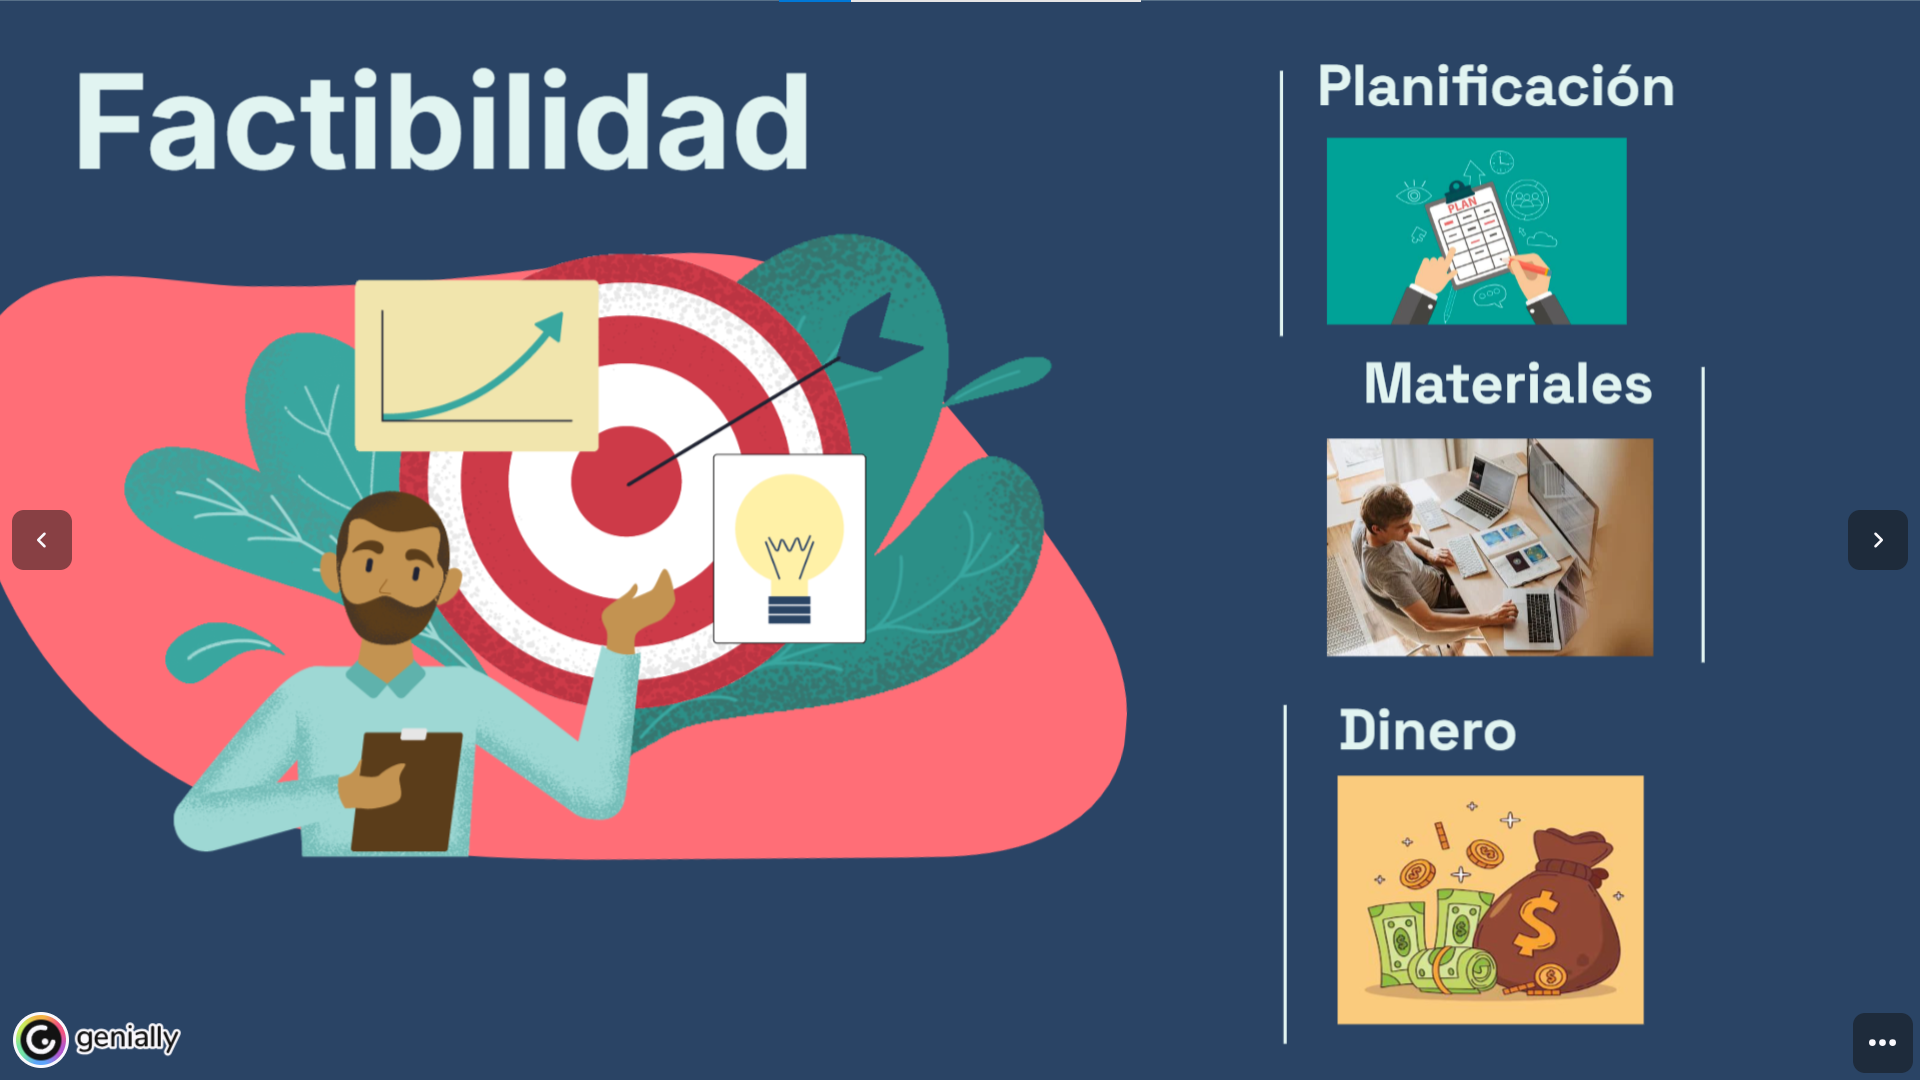 Factibilidad
Planificación
PLAN
Materiales
Dinero
genially